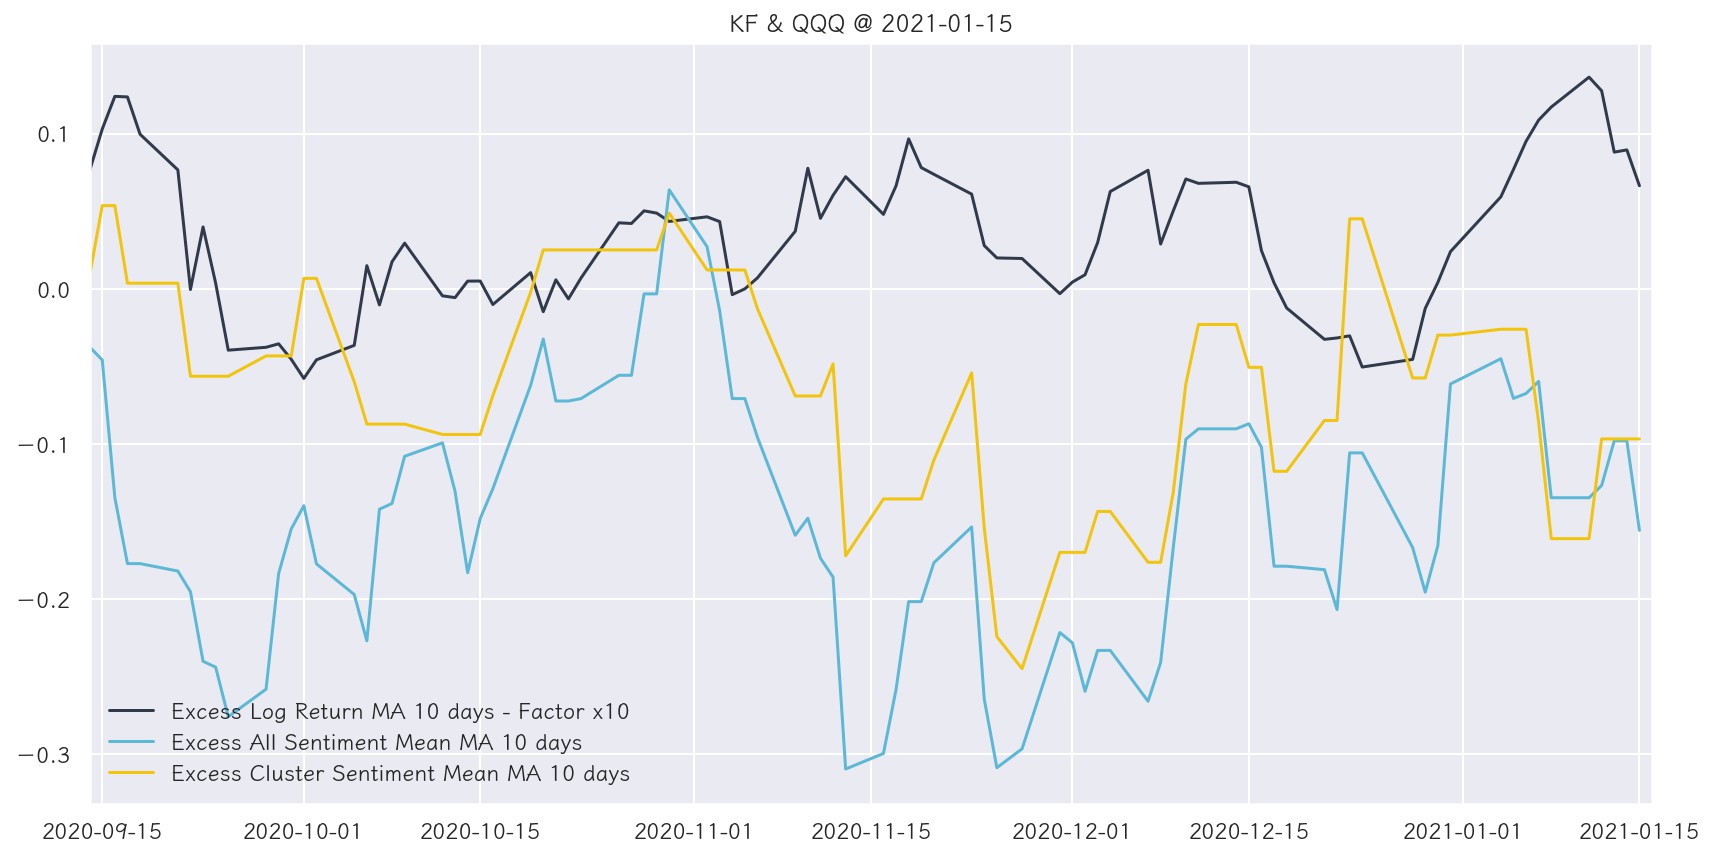 KF & QQQ @ 2021-01-15
0.1
0.0
−0.1
−0.2
−0.3
Excess Log Return MA 10 days - Factor x10
Excess All Sentiment Mean MA 10 days
Excess Cluster Sentiment Mean MA 10 days
2020-09-15 2020-10-01 2020-10-15 2020-11-01 2020-11-15 2020-12-01 2020-12-15 2021-01-01 2021-01-15